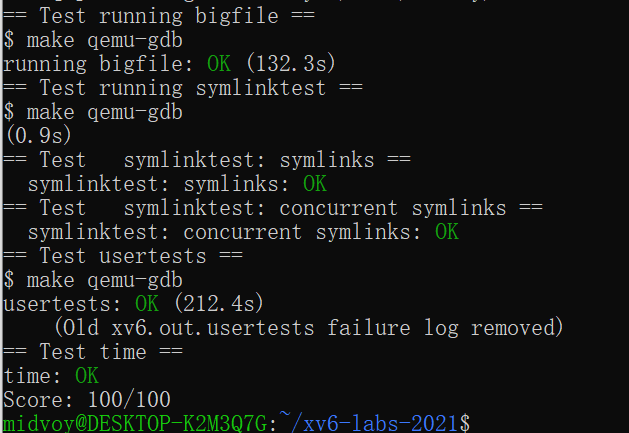 == Test running bigfile ==
$ make qemu-gdb
running bigfile: OK (132.3s)
== Test running symlinktest ==
$ make qemu-gdb
(0.9s)
== Test   symlinktest: symlinks ==
  symlinktest: symlinks: OK
== Test   symlinktest: concurrent symlinks ==
  symlinktest: concurrent symlinks: OK
== Test usertests ==
$ make qemu-gdb
usertests: OK (212.4s)
    (Old xv6.out.usertests failure log removed)
== Test time ==
time: OK
Score: 100/100
midvoy@DESKTOP-K2M3Q7G:~/xv6-labs-2021$